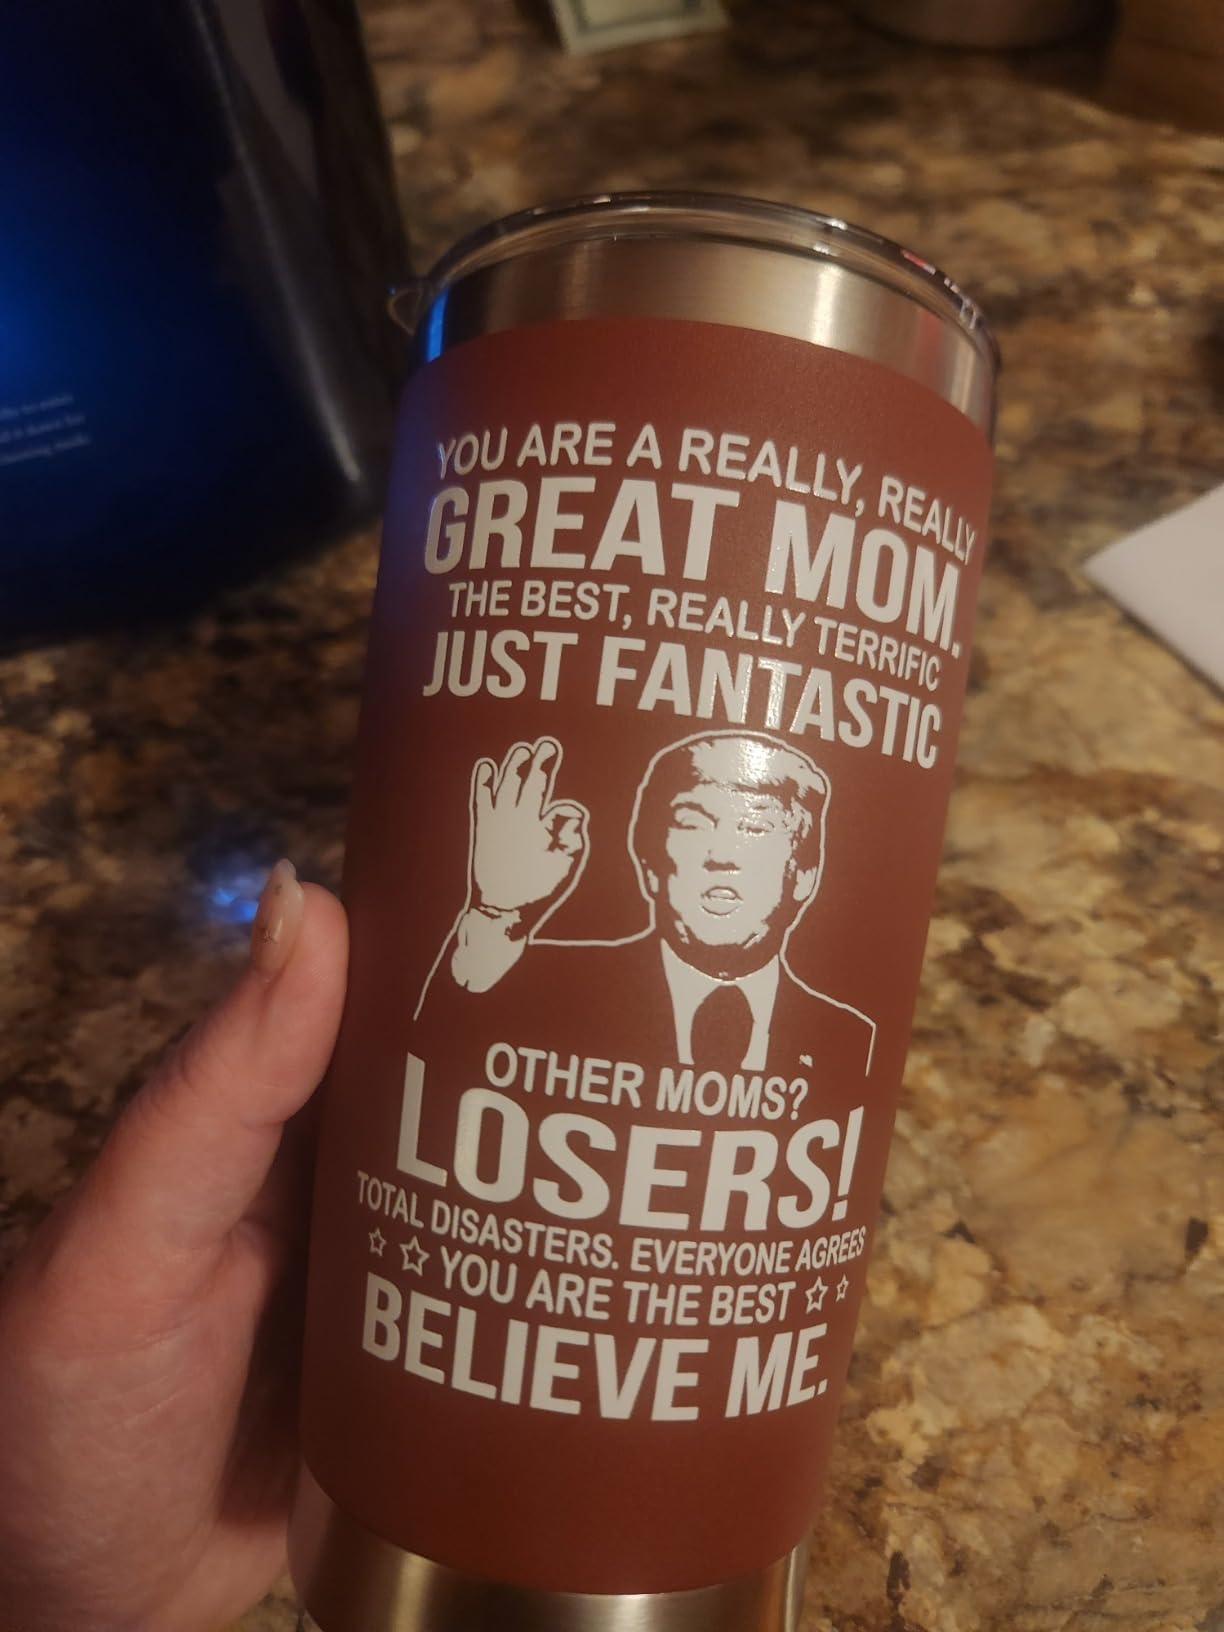 YOU ARE A REALLY, REALLY
GREAT MOM.
THE BEST, REALLY TERRIFIC
JUST FANTASTIC
OTHER MOMS?
LOSERS!
TOTAL DISASTERS. EVERYONE AGREES
YOU ARE THE BEST
BELIEVE ME.